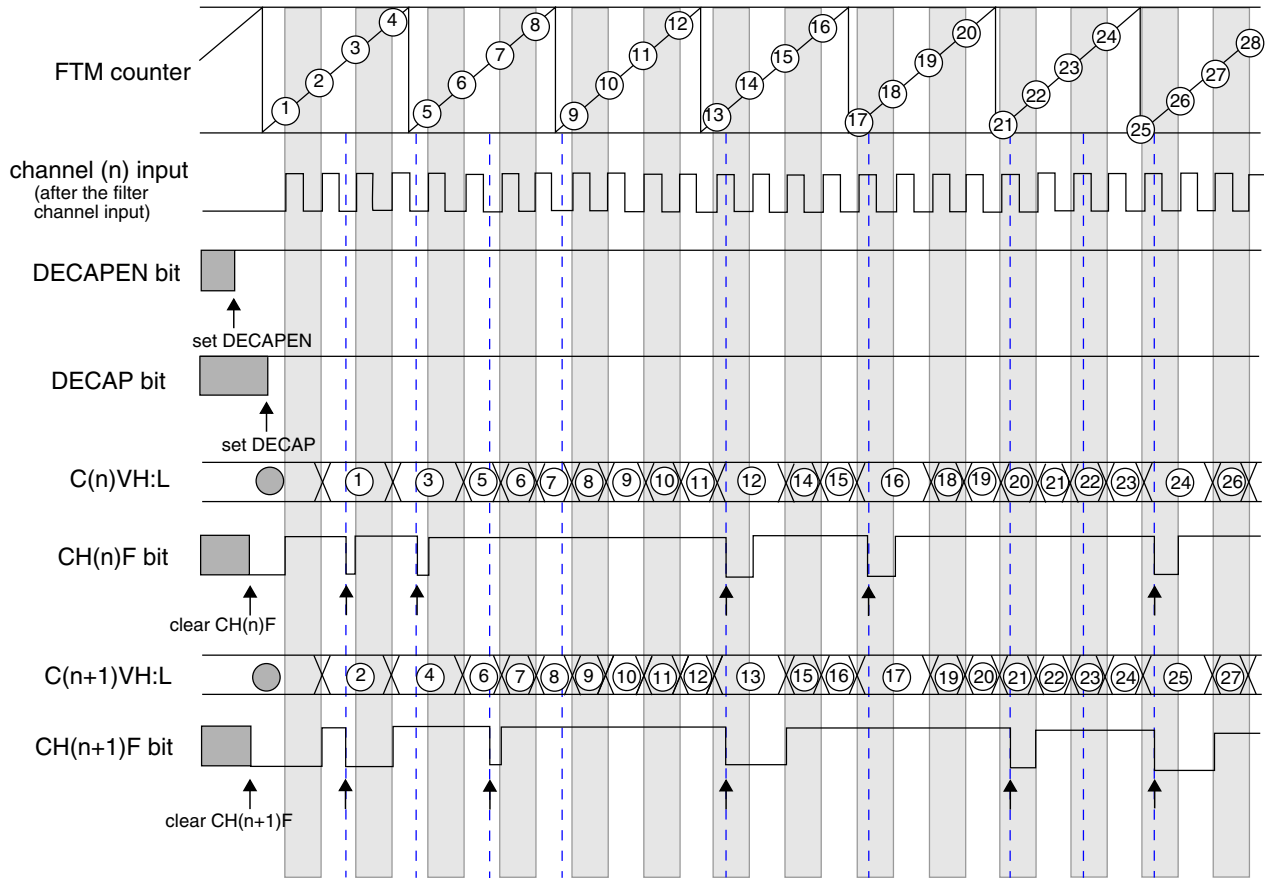 4 8 12 16 20 24 28
3 7 11 15 19 23 27
FTM counter 2 6 10 14 18 22 26
1 5 9 13 17 21 25
channel (n) input
(after the filter
channel input)
DECAPEN bit
set DECAPEN
DECAP bit
set DECAP
C(n)VH:L 1 3 5 6 7 8 9 10 11 12 14 15 16 18 19 20 21 22 23 24 26
CH(n)F bit
clear CH(n)F
C(n+1)VH:L 2 4 6 7 8 9 10 11 12 13 15 16 17 19 20 21 22 23 24 25 27
CH(n+1)F bit
clear CH(n+1)F